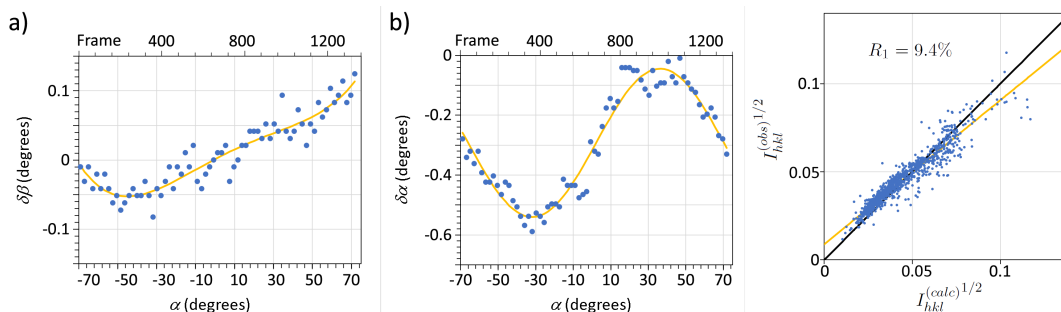 a)
Frame 400 800 1200
δβ (degrees)
0.1
0
-0.1
-70 -50 -30 -10 10 30 50 70
α (degrees)
b)
Frame 400 800 1200
δα (degrees)
0
-0.2
-0.4
-0.6
-70 -50 -30 -10 10 30 50 70
α (degrees)
R₁ = 9.4%
I_{hkl}^{(obs) 1/2}
0.1
0.05
0
0 0.05 0.1
I_{hkl}^{(calc) 1/2}